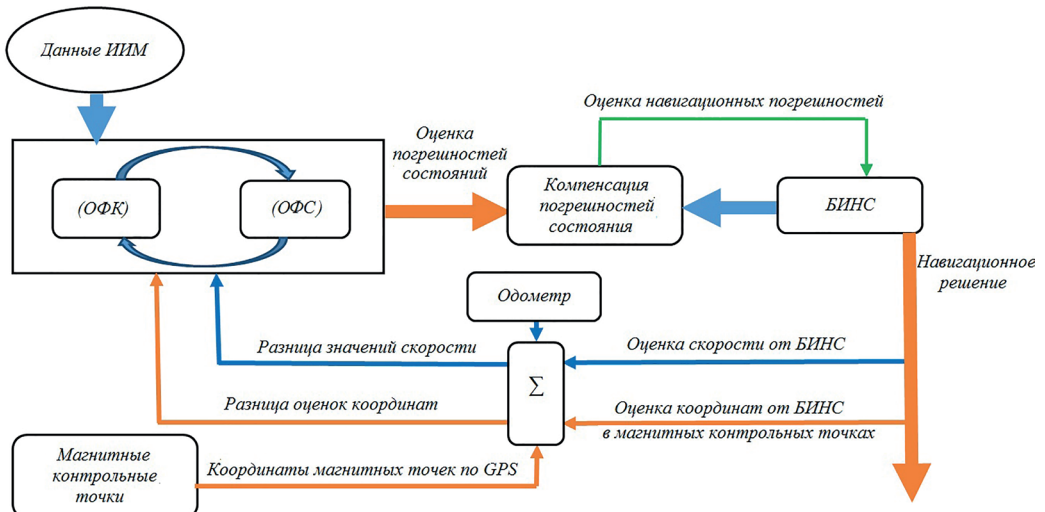 Данные ИИМ
Оценка навигационных погрешностей
Оценка
погрешностей
состояний
Компенсация
погрешностей
состояния
(ОФК)
(ОФС)
БИНС
Навигационное
решение
Одометр
Разница значений скорости
Оценка скорости от БИНС
∑
Разница оценок координат
Оценка координат от БИНС
в магнитных контрольных точках
Магнитные
контрольные
точки
Координаты магнитных точек по GPS